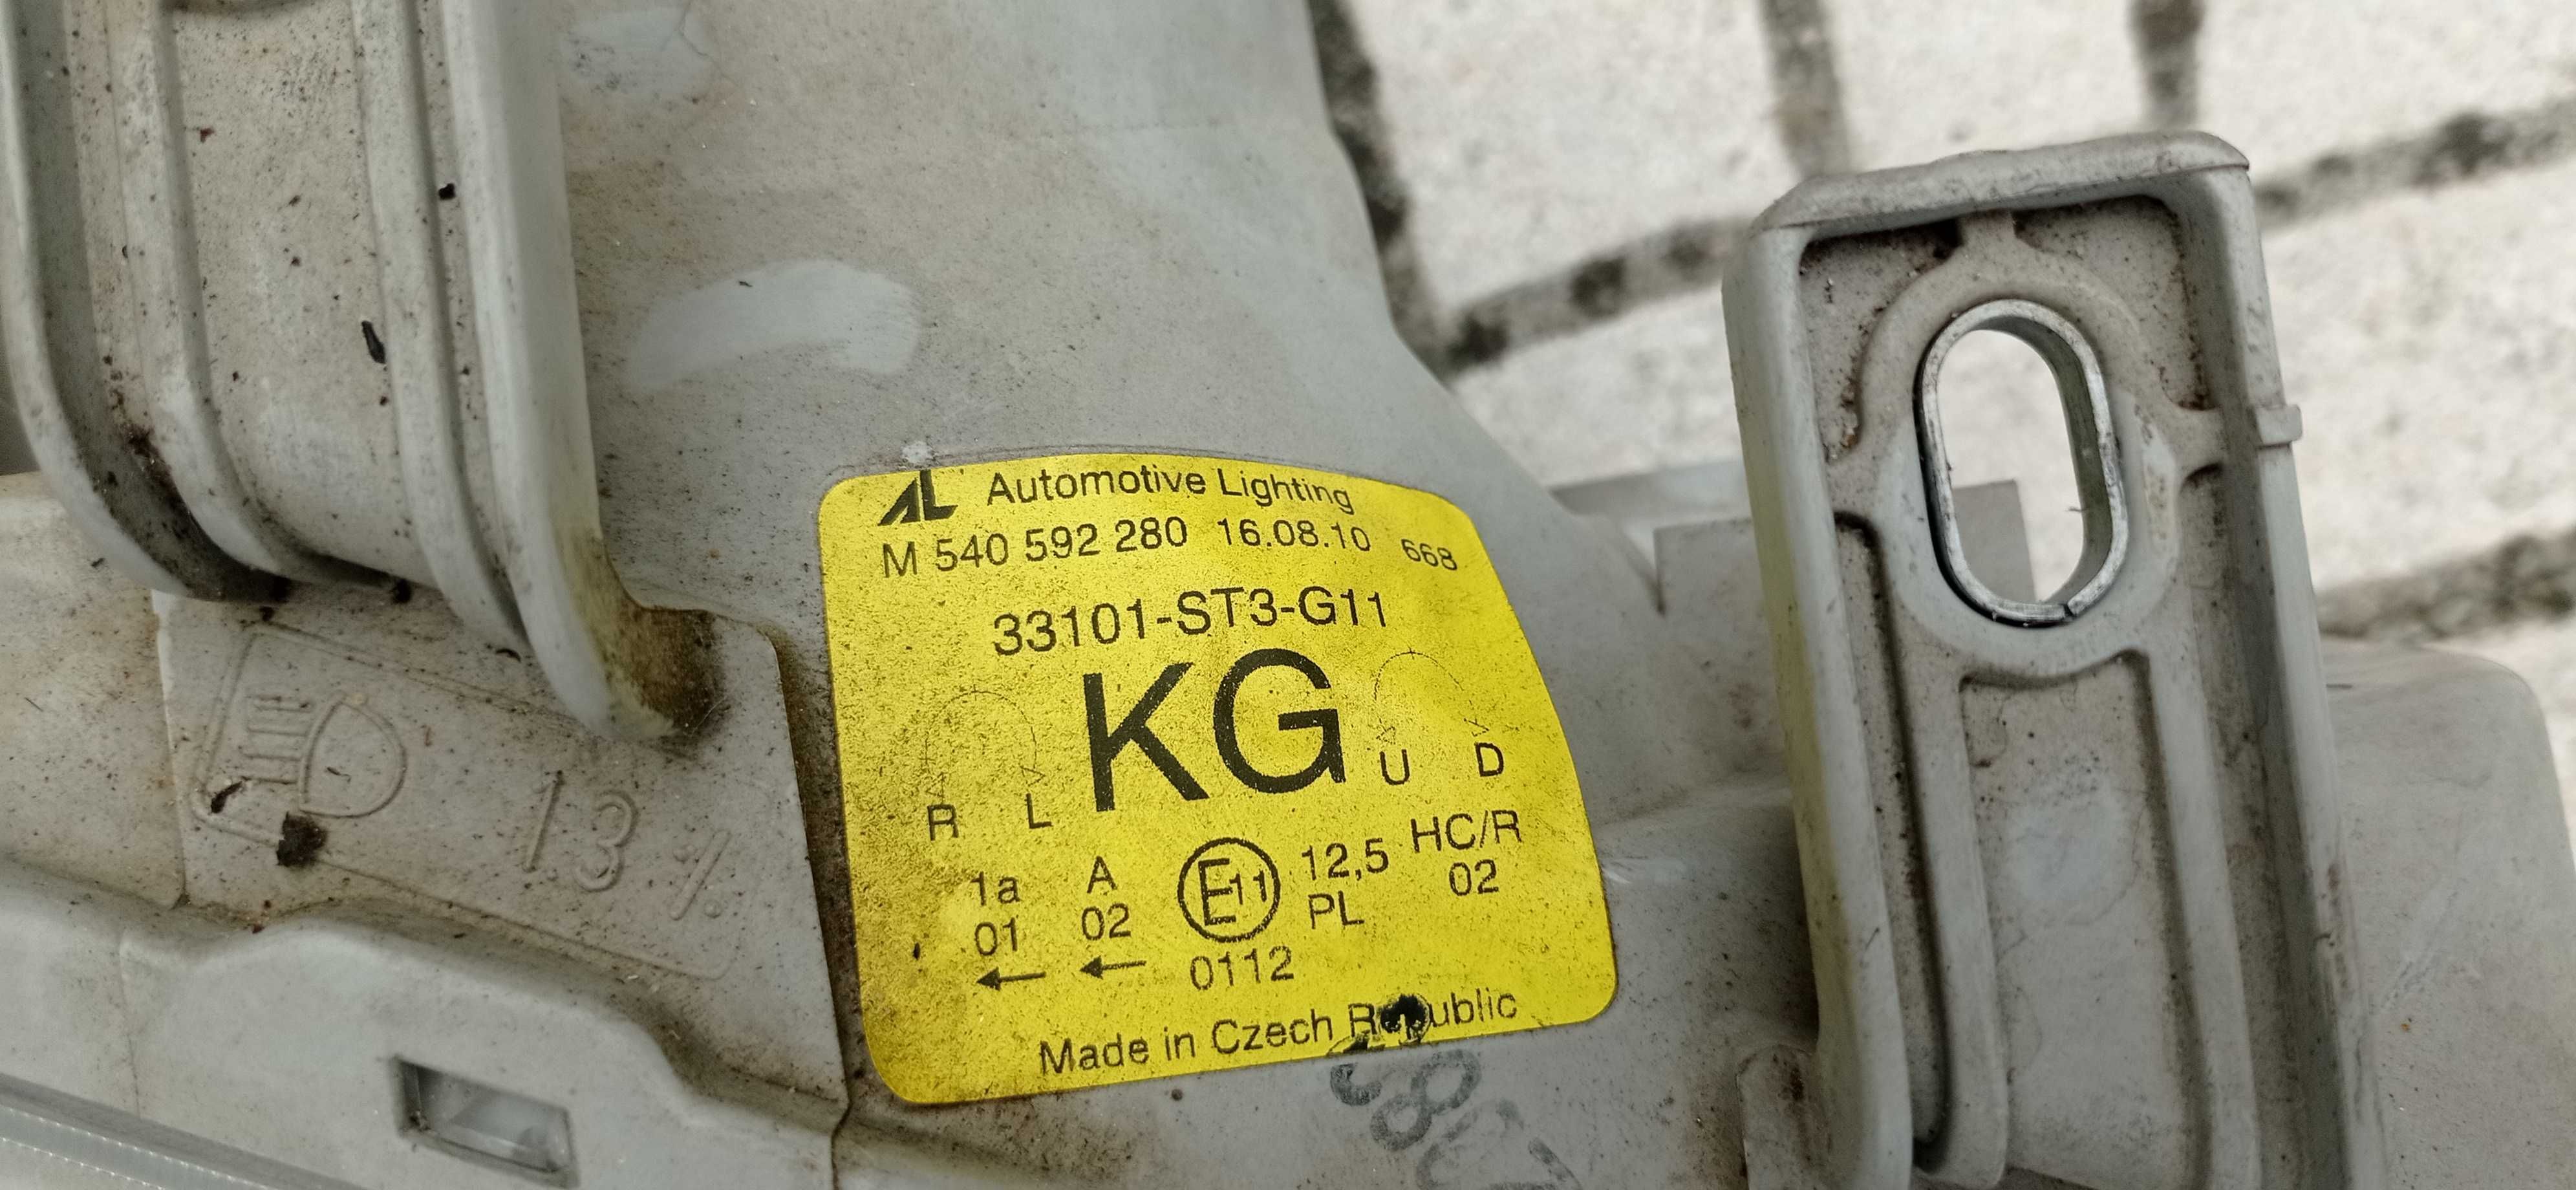 AL Automotive Lighting
M 540 592 280 16.08.10 668
33101-ST3-G11
KG
R L U D
1a A E11 12,5 HC/R
01 02 PL 02
← ← 0112
Made in Czech Republic
1.3 %